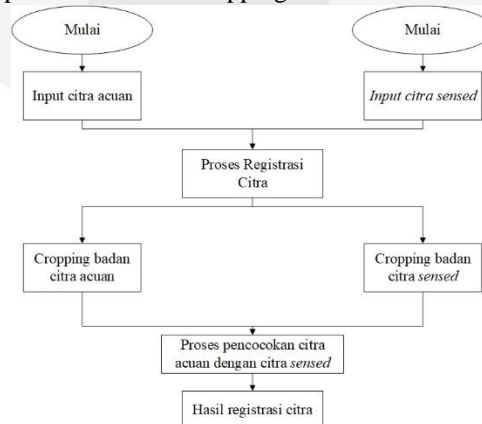 Mulai
Mulai
Input citra acuan
Input citra sensed
Proses Registrasi
Citra
Cropping badan
citra acuan
Cropping badan
citra sensed
Proses pencocokan citra
acuan dengan citra sensed
Hasil registrasi citra